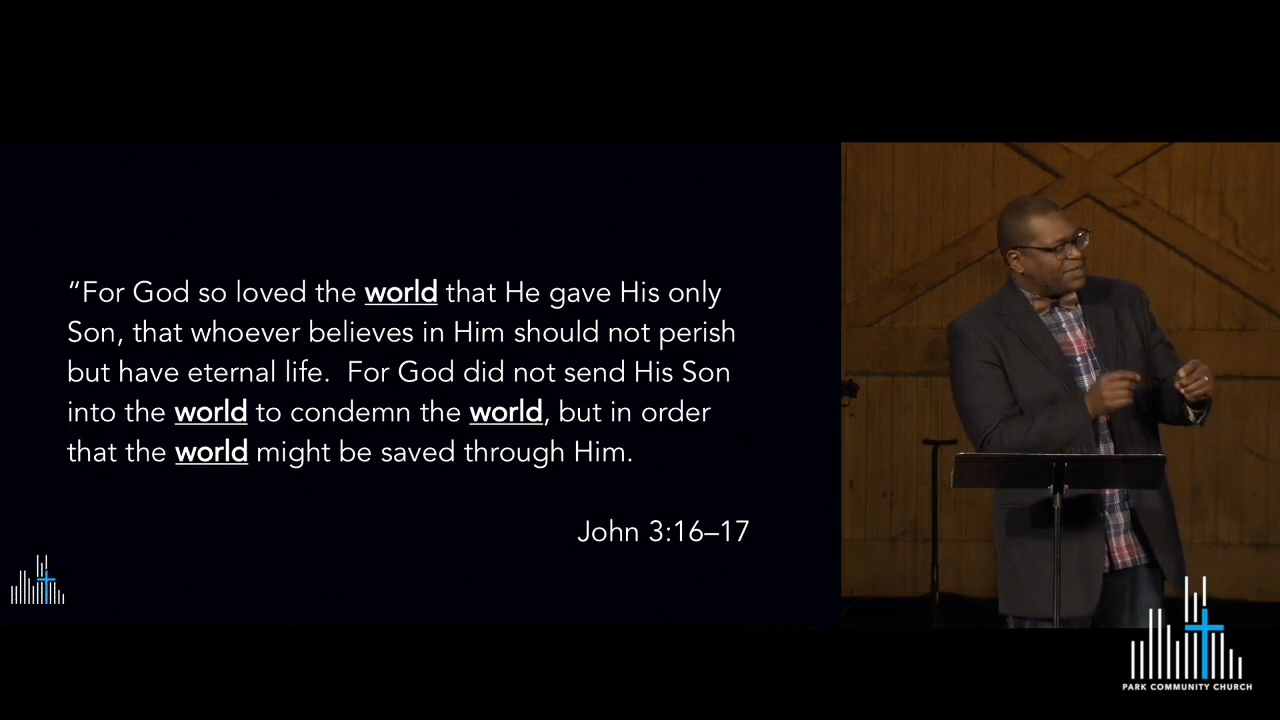 “For God so loved the world that He gave His only
Son, that whoever believes in Him should not perish
but have eternal life.  For God did not send His Son
into the world to condemn the world, but in order
that the world might be saved through Him.
John 3:16–17
PARK COMMUNITY CHURCH